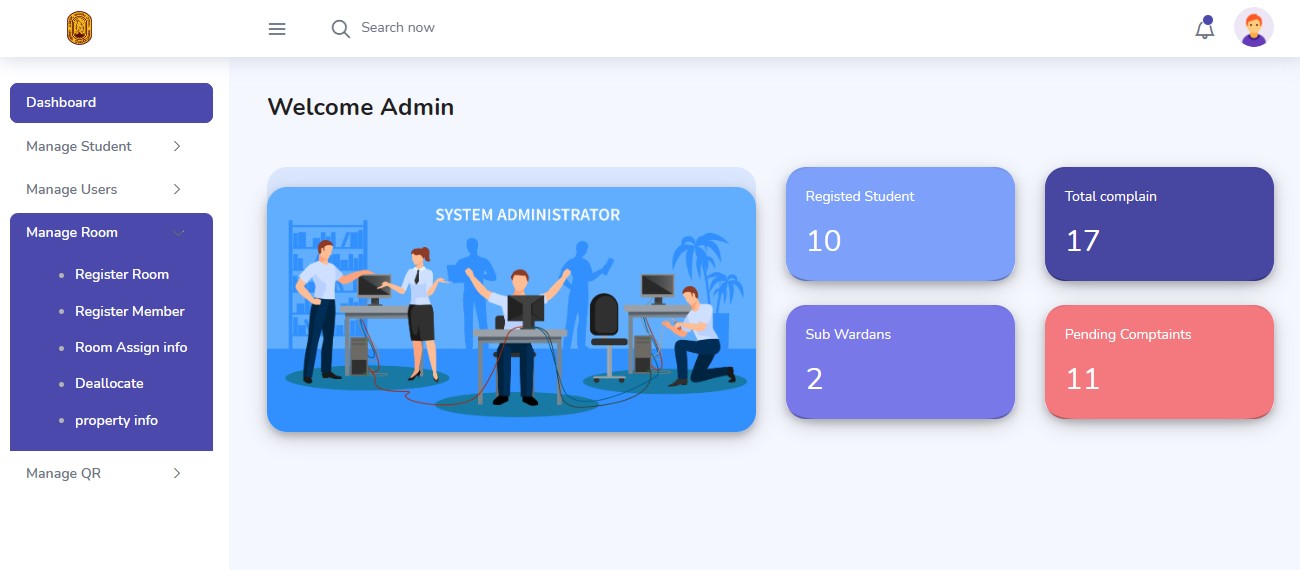 Search now
Dashboard
Manage Student
Manage Users
Manage Room
Register Room
Register Member
Room Assign info
Deallocate
property info
Manage QR
Welcome Admin
SYSTEM ADMINISTRATOR
Registed Student
10
Total complain
17
Sub Wardans
2
Pending Comptaints
11